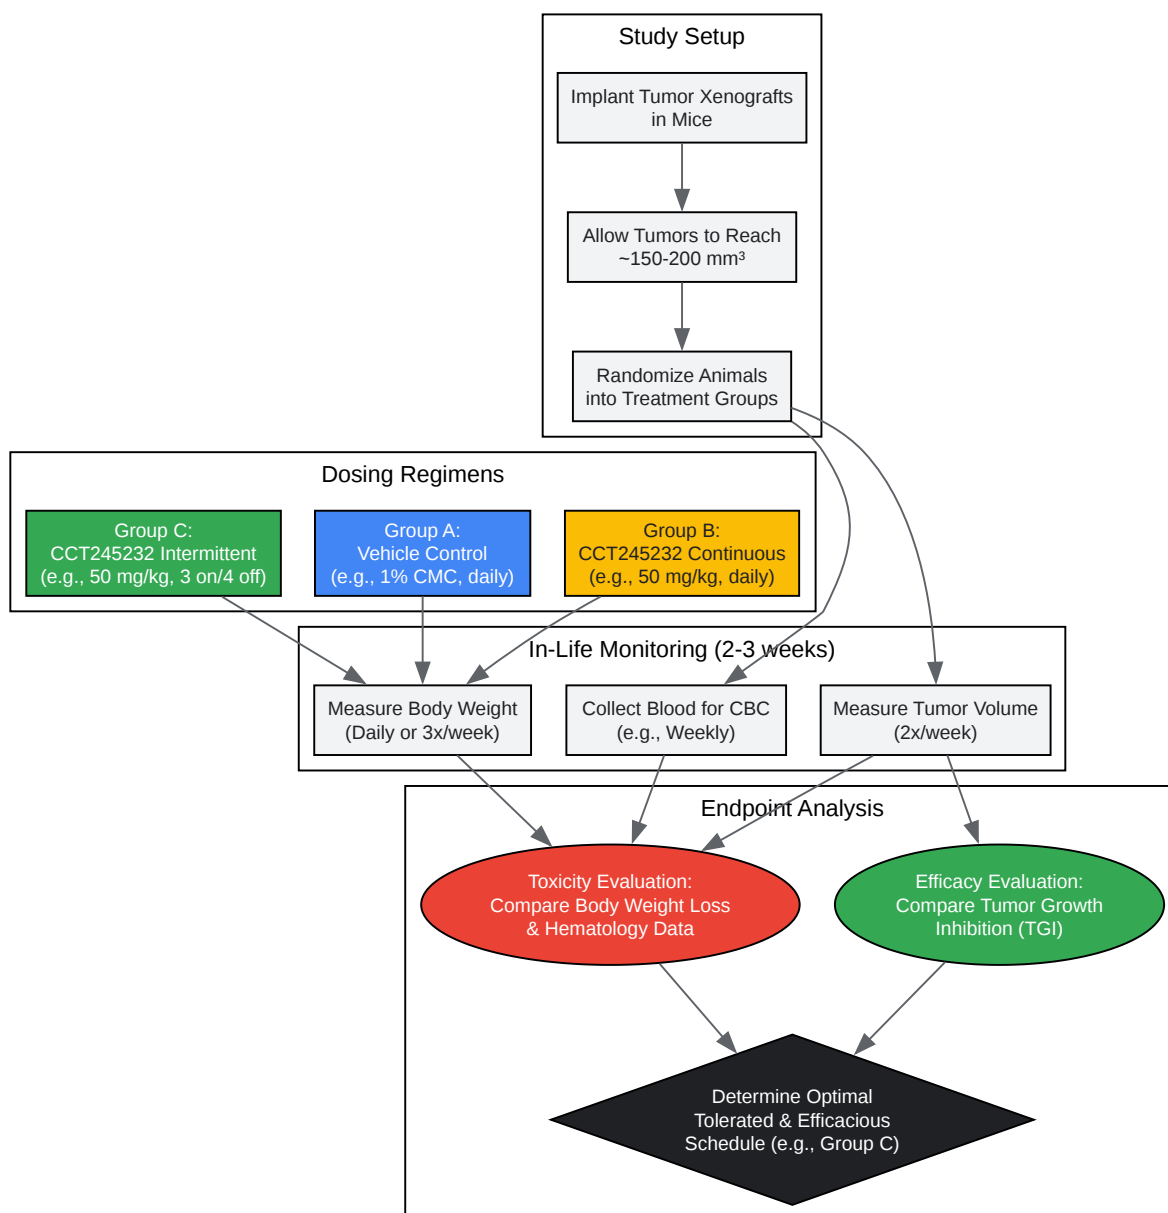 Study Setup
Implant Tumor Xenografts
in Mice
Allow Tumors to Reach
~150-200 mm³
Randomize Animals
into Treatment Groups
Dosing Regimens
Group C:
CCT245232 Intermittent
(e.g., 50 mg/kg, 3 on/4 off)
Group A:
Vehicle Control
(e.g., 1% CMC, daily)
Group B:
CCT245232 Continuous
(e.g., 50 mg/kg, daily)
In-Life Monitoring (2-3 weeks)
Measure Body Weight
(Daily or 3x/week)
Collect Blood for CBC
(e.g., Weekly)
Measure Tumor Volume
(2x/week)
Endpoint Analysis
Toxicity Evaluation:
Compare Body Weight Loss
& Hematology Data
Efficacy Evaluation:
Compare Tumor Growth
Inhibition (TGI)
Determine Optimal
Tolerated & Efficacious
Schedule (e.g., Group C)